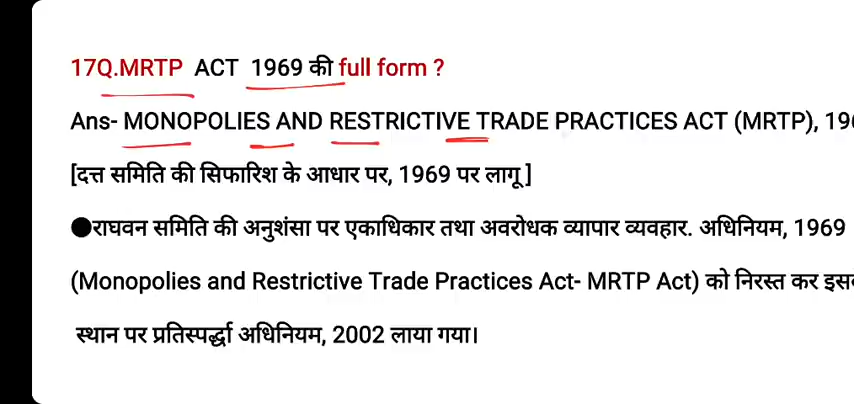 17Q.MRTP ACT 1969 की full form ?
Ans- MONOPOLIES AND RESTRICTIVE TRADE PRACTICES ACT (MRTP),
[दत्त समिति की सिफारिश के आधार पर, 1969 पर लागू ]
●राघवन समिति की अनुशंसा पर एकाधिकार तथा अवरोधक व्यापार व्यवहार. अधिनियम, 1969
(Monopolies and Restrictive Trade Practices Act- MRTP Act) को निरस्त कर
स्थान पर प्रतिस्पर्द्धा अधिनियम, 2002 लाया गया।